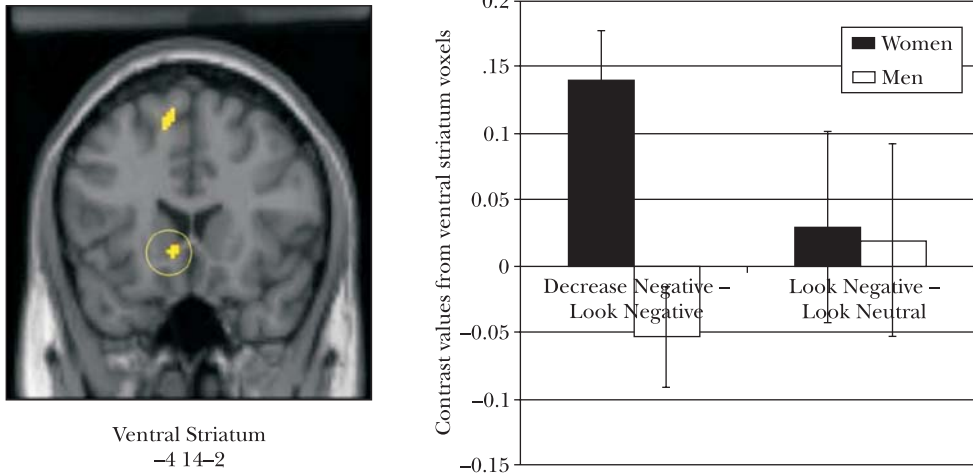 Ventral Striatum
–4 14–2
Contrast values from ventral striatum voxels
0.2
.15
0.1
0.05
0
–0.05
–0.1
–0.15
Women
Men
Decrease Negative –
Look Negative
Look Negative –
Look Neutral